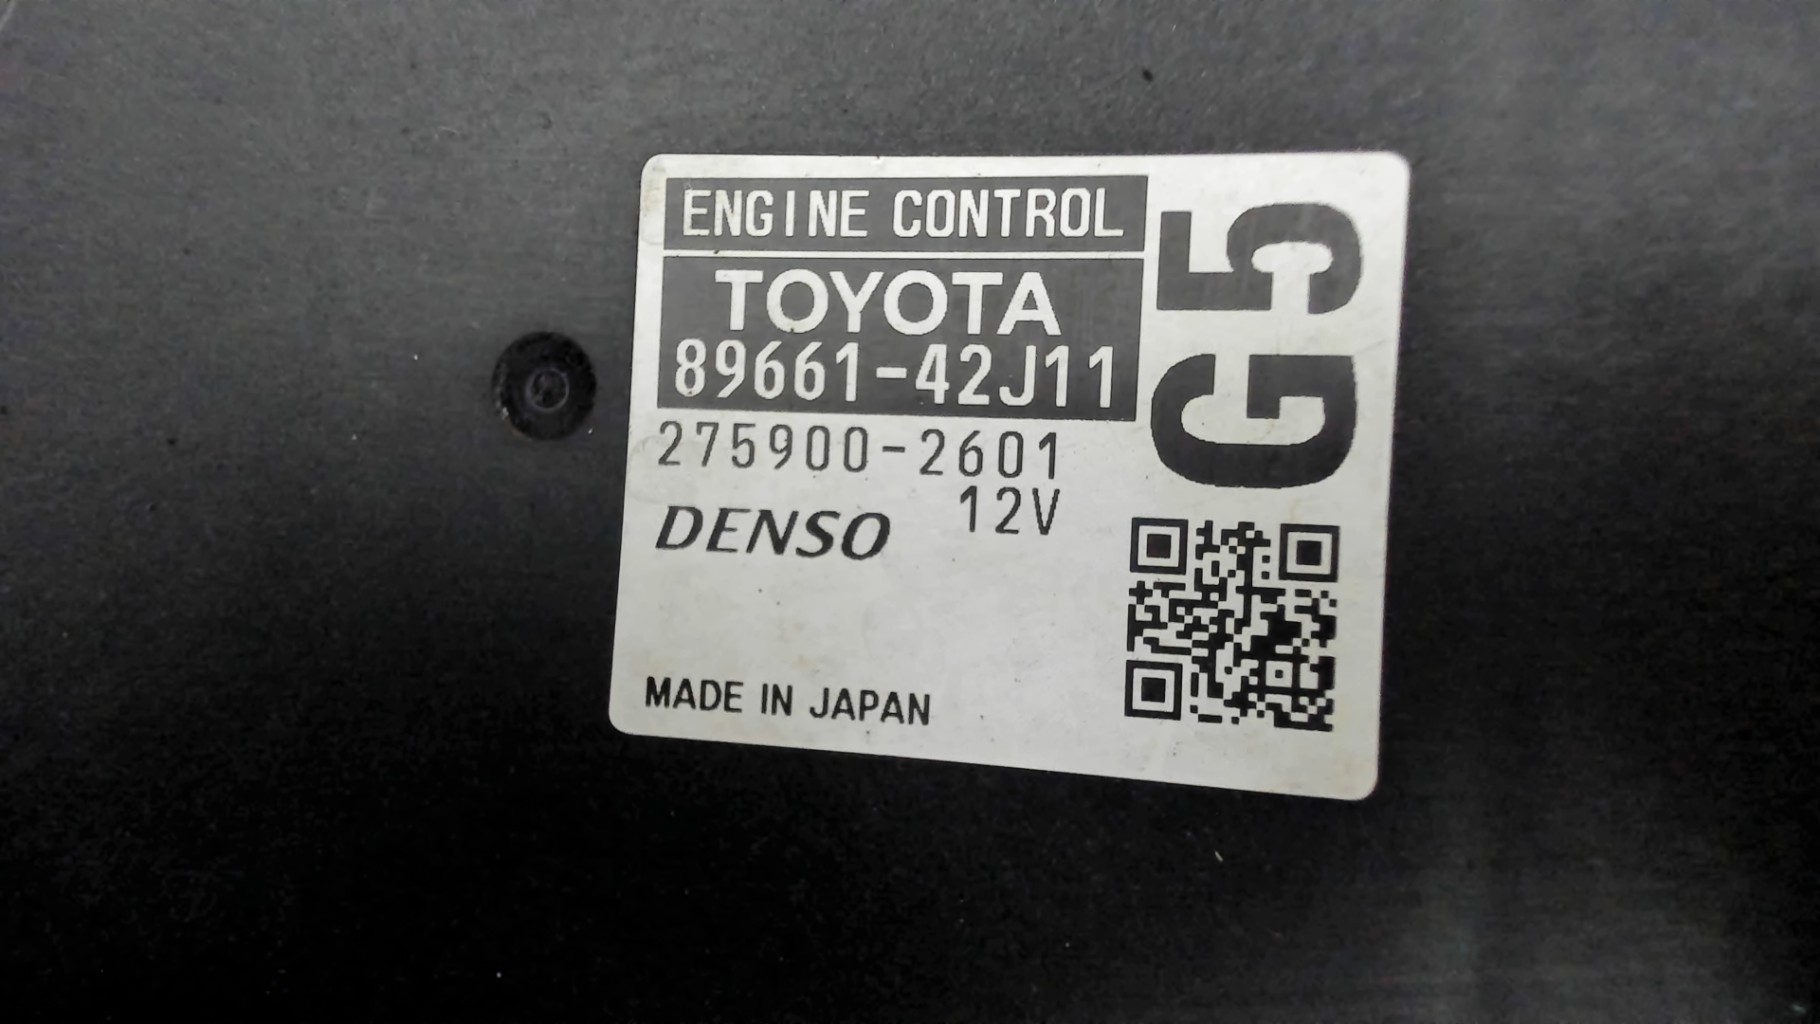 ENGINE CONTROL
TOYOTA
89661-42J11
275900-2601
12V
DENSO
MADE IN JAPAN
G5